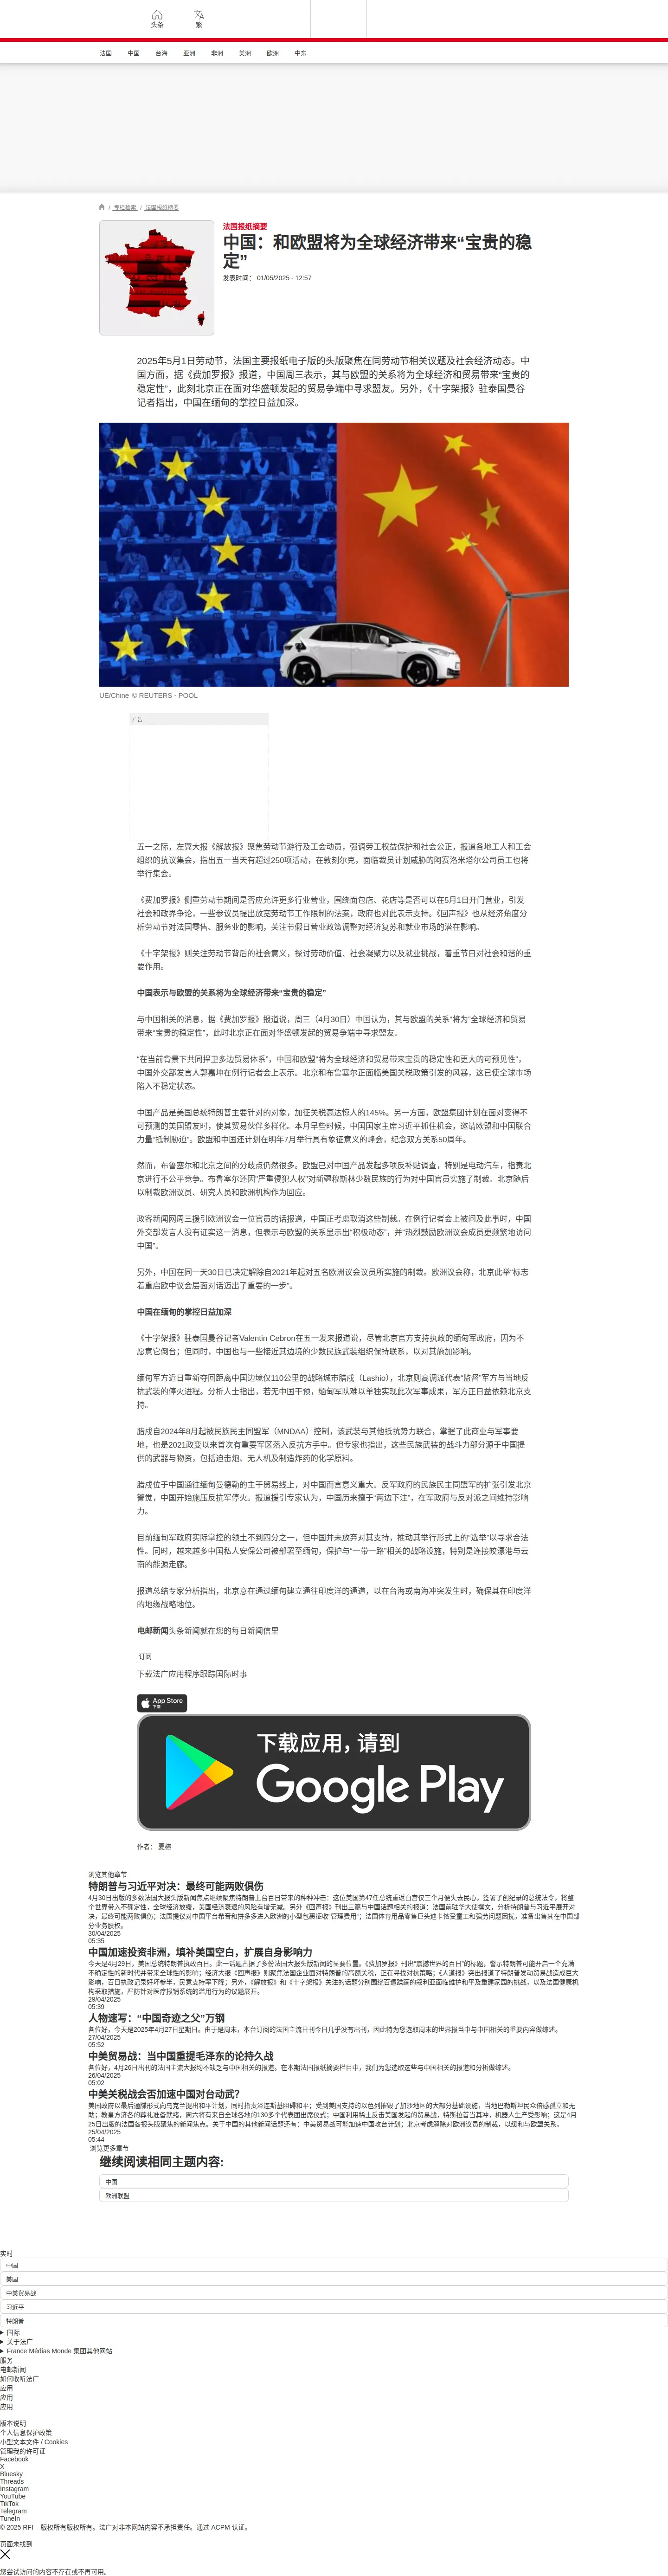 头条
繁
法国 中国 台海 亚洲 非洲 美洲 欧洲 中东
/ 专栏检索 / 法国报纸摘要
法国报纸摘要
中国：和欧盟将为全球经济带来“宝贵的稳
定”
发表时间： 01/05/2025 - 12:57
2025年5月1日劳动节，法国主要报纸电子版的头版聚焦在同劳动节相关议题及社会经济动态。中
国方面，据《费加罗报》报道，中国周三表示，其与欧盟的关系将为全球经济和贸易带来“宝贵的
稳定性”，此刻北京正在面对华盛顿发起的贸易争端中寻求盟友。另外，《十字架报》驻泰国曼谷
记者指出，中国在缅甸的掌控日益加深。
UE/Chine © REUTERS - POOL
广告
五一之际，左翼大报《解放报》聚焦劳动节游行及工会动员，强调劳工权益保护和社会公正，报道各地工人和工会
组织的抗议集会，指出五一当天有超过250项活动，在敦刻尔克，面临裁员计划威胁的阿赛洛米塔尔公司员工也将
举行集会。
《费加罗报》侧重劳动节期间是否应允许更多行业营业，围绕面包店、花店等是否可以在5月1日开门营业，引发
社会和政界争论，一些参议员提出放宽劳动节工作限制的法案，政府也对此表示支持。《回声报》也从经济角度分
析劳动节对法国零售、服务业的影响，关注节假日营业政策调整对经济复苏和就业市场的潜在影响。
《十字架报》则关注劳动节背后的社会意义，探讨劳动价值、社会凝聚力以及就业挑战，着重节日对社会和谐的重
要作用。
中国表示与欧盟的关系将为全球经济带来“宝贵的稳定”
与中国相关的消息，据《费加罗报》报道说，周三（4月30日）中国认为，其与欧盟的关系“将为”全球经济和贸易
带来“宝贵的稳定性”，此时北京正在面对华盛顿发起的贸易争端中寻求盟友。
“在当前背景下共同捍卫多边贸易体系”，中国和欧盟“将为全球经济和贸易带来宝贵的稳定性和更大的可预见性”，
中国外交部发言人郭嘉坤在例行记者会上表示。北京和布鲁塞尔正面临美国关税政策引发的风暴，这已使全球市场
陷入不稳定状态。
中国产品是美国总统特朗普主要针对的对象，加征关税高达惊人的145%。另一方面，欧盟集团计划在面对变得不
可预测的美国盟友时，使其贸易伙伴多样化。本月早些时候，中国国家主席习近平抓住机会，邀请欧盟和中国联合
力量“抵制胁迫”。欧盟和中国还计划在明年7月举行具有象征意义的峰会，纪念双方关系50周年。
然而，布鲁塞尔和北京之间的分歧点仍然很多。欧盟已对中国产品发起多项反补贴调查，特别是电动汽车，指责北
京进行不公平竞争。布鲁塞尔还因”严重侵犯人权”对新疆穆斯林少数民族的行为对中国官员实施了制裁。北京随后
以制裁欧洲议员、研究人员和欧洲机构作为回应。
政客新闻网周三援引欧洲议会一位官员的话报道，中国正考虑取消这些制裁。在例行记者会上被问及此事时，中国
外交部发言人没有证实这一消息，但表示与欧盟的关系显示出“积极动态”，并“热烈鼓励欧洲议会成员更频繁地访问
中国”。
另外，中国在同一天30日已决定解除自2021年起对五名欧洲议会议员所实施的制裁。欧洲议会称，北京此举“标志
着重启欧中议会层面对话迈出了重要的一步”。
中国在缅甸的掌控日益加深
《十字架报》驻泰国曼谷记者Valentin Cebron在五一发来报道说，尽管北京官方支持执政的缅甸军政府，因为不
愿意它倒台；但同时，中国也与一些接近其边境的少数民族武装组织保持联系，以对其施加影响。
缅甸军方近日重新夺回距离中国边境仅110公里的战略城市腊戍（Lashio），北京则高调派代表“监督”军方与当地反
抗武装的停火进程。分析人士指出，若无中国干预，缅甸军队难以单独实现此次军事成果，军方正日益依赖北京支
持。
腊戍自2024年8月起被民族民主同盟军（MNDAA）控制，该武装与其他抵抗势力联合，掌握了此商业与军事要
地，也是2021政变以来首次有重要军区落入反抗方手中。但专家也指出，这些民族武装的战斗力部分源于中国提
供的武器与物资，包括迫击炮、无人机及制造炸药的化学原料。
腊戍位于中国通往缅甸曼德勒的主干贸易线上，对中国而言意义重大。反军政府的民族民主同盟军的扩张引发北京
警觉，中国开始施压反抗军停火。报道援引专家认为，中国历来擅于“两边下注”，在军政府与反对派之间维持影响
力。
目前缅甸军政府实际掌控的领土不到四分之一，但中国并未放弃对其支持，推动其举行形式上的“选举”以寻求合法
性。同时，越来越多中国私人安保公司被部署至缅甸，保护与“一带一路”相关的战略设施，特别是连接皎漂港与云
南的能源走廊。
报道总结专家分析指出，北京意在通过缅甸建立通往印度洋的通道，以在台海或南海冲突发生时，确保其在印度洋
的地缘战略地位。
电邮新闻头条新闻就在您的每日新闻信里
订阅
下载法广应用程序跟踪国际时事
App Store
下载
下载应用，请到
Google Play
作者： 夏榕
浏览其他章节
特朗普与习近平对决：最终可能两败俱伤
4月30日出版的多数法国大报头版新闻焦点继续聚焦特朗普上台百日带来的种种冲击：这位美国第47任总统重返白宫仅三个月便失去民心，签署了创纪录的总统法令，将整
个世界带入不确定性，全球经济放缓，美国经济衰退的风险有增无减。另外《回声报》刊出三篇与中国话题相关的报道：法国前驻华大使撰文，分析特朗普与习近平展开对
决，最终可能两败俱伤；法国提议对中国平台希音和拼多多进入欧洲的小型包裹征收“管理费用”；法国体育用品零售巨头迪卡侬受童工和强劳问题困扰，准备出售其在中国部
分业务股权。
30/04/2025
05:35
中国加速投资非洲，填补美国空白，扩展自身影响力
今天是4月29日，美国总统特朗普执政百日。此一话题占据了多份法国大报头版新闻的显要位置。《费加罗报》刊出“震撼世界的百日”的标题，警示特朗普可能开启一个充满
不确定性的新时代并带来全球性的影响；经济大报《回声报》则聚焦法国企业面对特朗普的高额关税，正在寻找对抗策略；《人道报》突出报道了特朗普发动贸易战造成巨大
影响，百日执政记录好坏参半，民意支持率下降；另外，《解放报》和《十字架报》关注的话题分别围绕百遭蹂躏的叙利亚面临维护和平及重建家园的挑战，以及法国健康机
构采取措施，严防针对医疗报销系统的滥用行为的议题展开。
29/04/2025
05:39
人物速写：“中国奇迹之父”万钢
各位好，今天是2025年4月27日星期日。由于是周末，本台订阅的法国主流日刊今日几乎没有出刊，因此特为您选取周末的世界报当中与中国相关的重要内容做综述。
27/04/2025
05:52
中美贸易战：当中国重提毛泽东的论持久战
各位好，4月26日出刊的法国主流大报均不缺乏与中国相关的报道。在本期法国报纸摘要栏目中，我们为您选取这些与中国相关的报道和分析做综述。
26/04/2025
05:02
中美关税战会否加速中国对台动武？
美国政府以最后通牒形式向乌克兰提出和平计划，同时指责泽连斯基阻碍和平；受到美国支持的以色列摧毁了加沙地区的大部分基础设施，当地巴勒斯坦民众倍感孤立和无
助；教皇方济各的葬礼准备就绪，周六将有来自全球各地的130多个代表团出席仪式；中国利用稀土反击美国发起的贸易战，特斯拉首当其冲，机器人生产受影响；这是4月
25日出版的法国各报头版聚焦的新闻焦点。关于中国的其他新闻话题还有：中美贸易战可能加速中国攻台计划；北京考虑解除对欧洲议员的制裁，以缓和与欧盟关系。
25/04/2025
05:44
浏览更多章节
继续阅读相同主题内容:
中国
欧洲联盟
实时
中国
美国
中美贸易战
习近平
特朗普
国际
关于法广
France Médias Monde 集团其他网站
服务
电邮新闻
如何收听法广
应用
应用
应用
版本说明
个人信息保护政策
小型文本文件 / Cookies
管理我的许可证
Facebook
X
Bluesky
Threads
Instagram
YouTube
TikTok
Telegram
TuneIn
© 2025 RFI – 版权所有版权所有。法广对非本网站内容不承担责任。通过 ACPM 认证。
页面未找到
您尝试访问的内容不存在或不再可用。